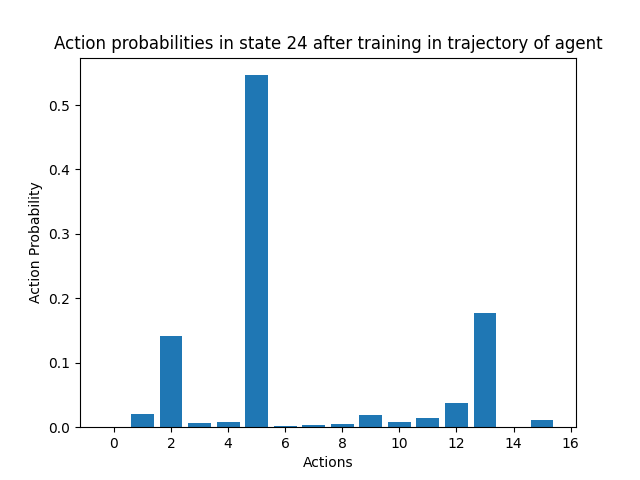 Action probabilities in state 24 after training in trajectory of agent
Action Probability
0.5
0.4
0.3
0.2
0.1
0.0
0 2 4 6 8 10 12 14 16
Actions